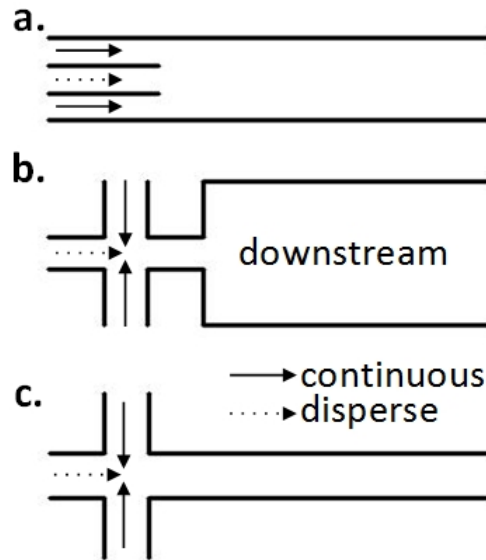 a.
b.
downstream
continuous
c.
disperse